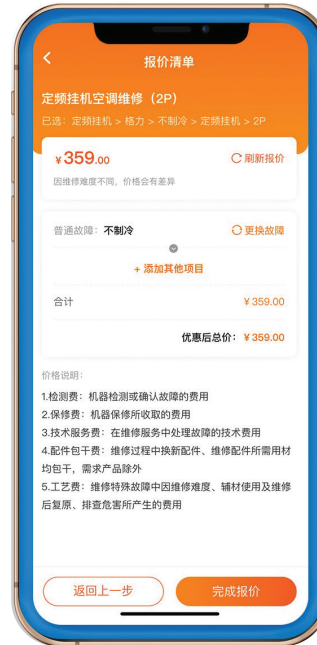 报价清单
定频挂机空调维修（2P）
已选：定频挂机 > 格力 > 不制冷 > 定频挂机 > 2P
¥359.00
刷新报价
因维修难度不同，价格会有差异
普通故障：不制冷
更换故障
+ 添加其他项目
合计
¥359.00
优惠后总价：¥359.00
价格说明：
1.检测费：机器检测或确认故障的费用
2.保修费：机器保修所收取的费用
3.技术服务费：在维修服务中处理故障的技术费用
4.配件包干费：维修过程中换新配件、维修配件所需用材
均包干，需求产品除外
5.工艺费：维修特殊故障中因维修难度、辅材使用及维修
后复原、排查危害所产生的费用
返回上一步
完成报价